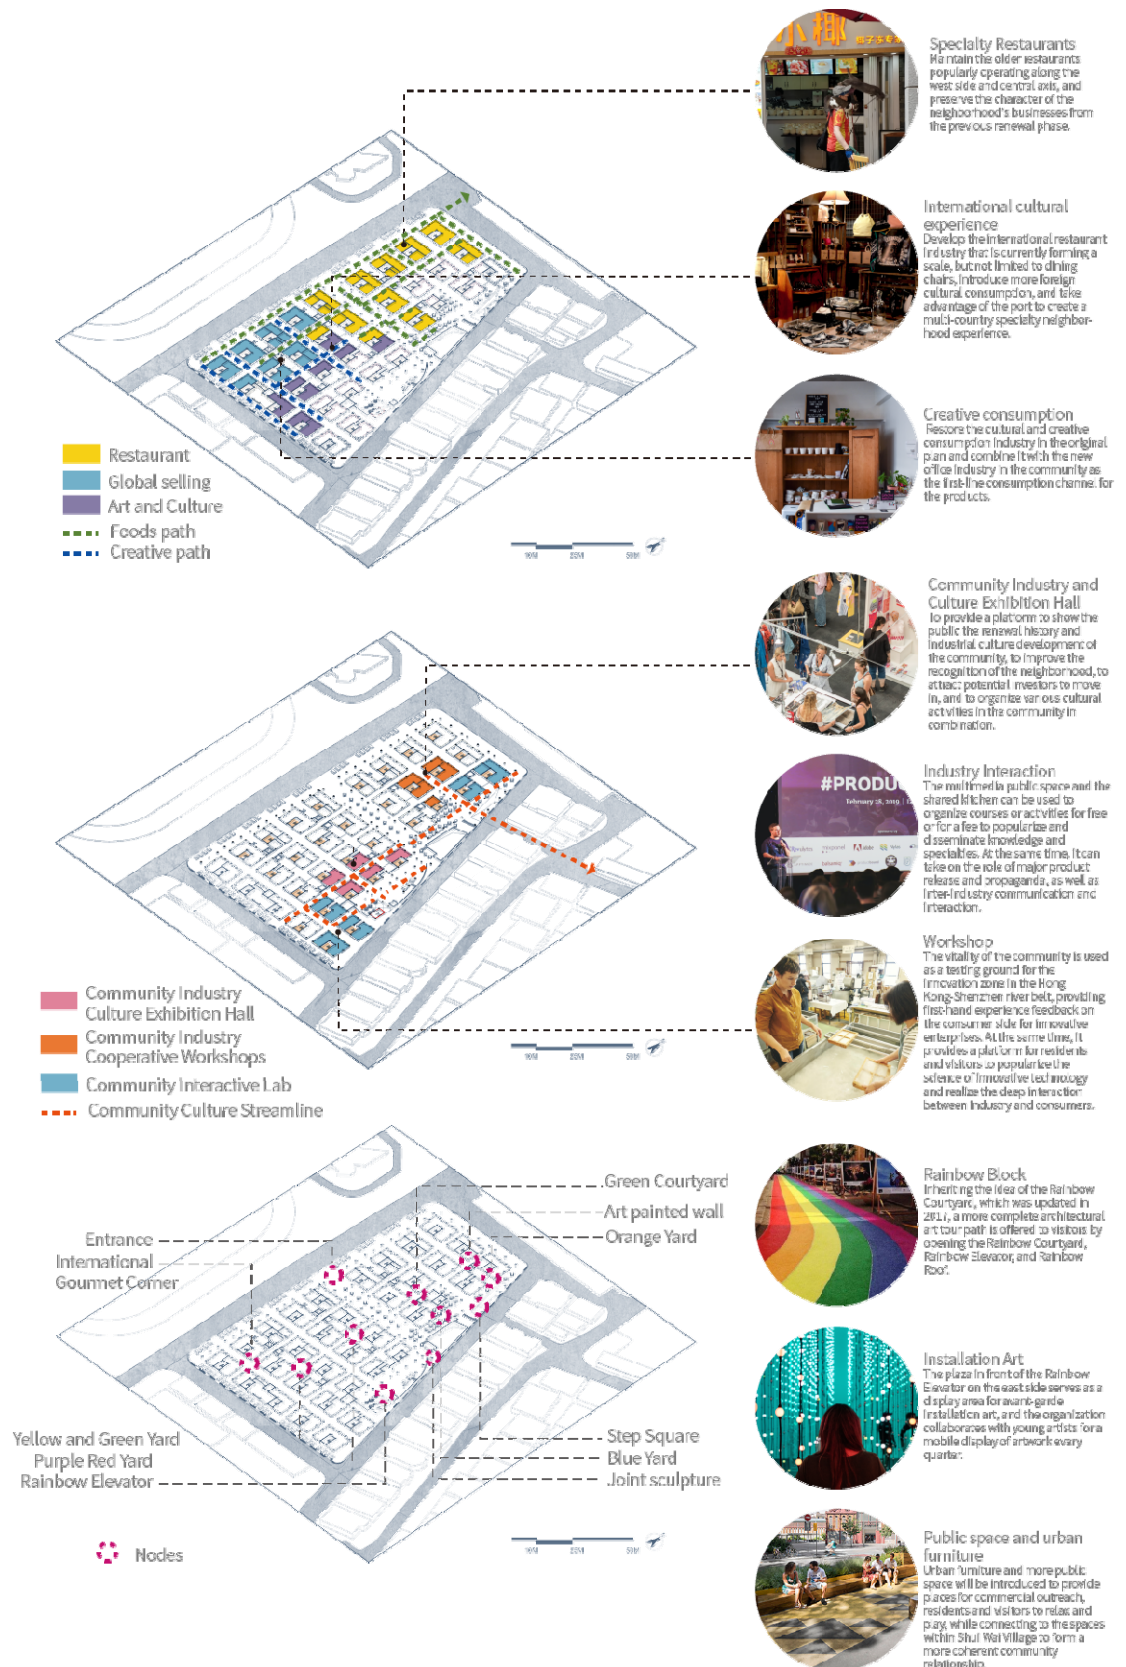 Specialty Restaurants
Maintain the older restaurants
popularly operating along the
west side and central axis, and
preserve the character of the
neighborhood's businesses from
the previous renewal phase.
International cultural
experience
Develop the international restaurant
industry that is currently forming a
scale, but not limited to dining
chairs, introduce more foreign
cultural consumption, and take
advantage of the port to create a
multi-country specialty neighbor-
hood experience.
Creative consumption
Restore the cultural and creative
consumption industry in the original
plan and combine it with the new
office industry in the community as
the first-line consumption channel for
the products.
Restaurant
Global selling
Art and Culture
Foods path
Creative path
10M 25M 50M
Community Industry and
Culture Exhibition Hall
To provide a platform to show the
public the renewal history and
industrial culture development of
the community, to improve the
recognition of the neighborhood, to
attract potential investors to move
in, and to organize various cultural
activities in the community in
combination.
#PRODU
February 28, 2019
Industry Interaction
The multimedia public space and the
shared kitchen can be used to
organize courses or activities for free
or for a fee to popularize and
disseminate knowledge and
specialties. At the same time, it can
take on the role of major product
release and propaganda, as well as
inter-industry communication and
interaction.
Workshop
The vitality of the community is used
as a testing ground for the
innovation zone in the Hong
Kong-Shenzhen river belt, providing
first-hand experience feedback on
the consumer side for innovative
enterprises. At the same time, it
provides a platform for residents
and visitors to popularize the
science of innovative technology
and realize the deep interaction
between industry and consumers.
Community Industry
Culture Exhibition Hall
Community Industry
Cooperative Workshops
Community Interactive Lab
Community Culture Streamline
10M 25M 50M
Green Courtyard
Art painted wall
Orange Yard
Entrance
International
Gourmet Corner
Yellow and Green Yard
Purple Red Yard
Rainbow Elevator
Step Square
Blue Yard
Joint sculpture
Nodes
10M 25M 50M
Rainbow Block
Inheriting the idea of the Rainbow
Courtyard, which was updated in
2017, a more complete architectural
art tour path is offered to visitors by
opening the Rainbow Courtyard,
Rainbow Elevator, and Rainbow
Roof.
Installation Art
The plaza in front of the Rainbow
Elevator on the east side serves as a
display area for avant-garde
installation art, and the organization
collaborates with young artists for a
mobile display of artwork every
quarter.
Public space and urban
furniture
Urban furniture and more public
space will be introduced to provide
places for commercial outreach,
residents and visitors to relax and
play, while connecting to the spaces
within Shui Wai Village to form a
more coherent community
relationship.